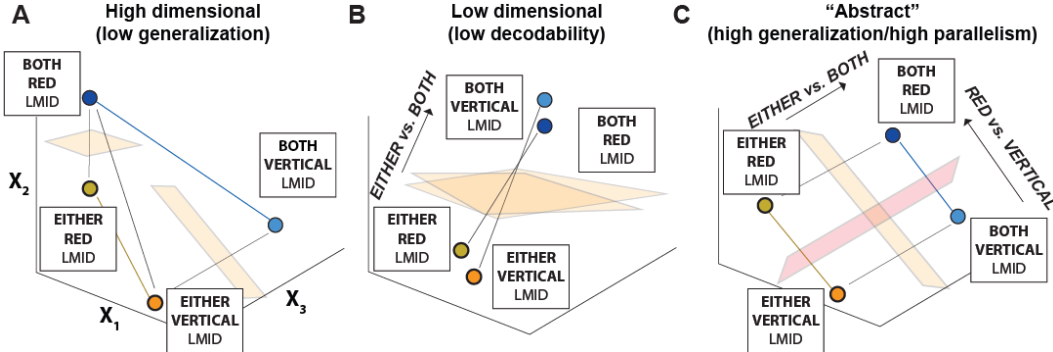 A
High dimensional
(low generalization)
BOTH
RED
LMID
BOTH
VERTICAL
LMID
X2
EITHER
RED
LMID
X1
EITHER
VERTICAL
LMID
X3
B
Low dimensional
(low decodability)
EITHER vs. BOTH
BOTH
VERTICAL
LMID
BOTH
RED
LMID
EITHER
RED
LMID
EITHER
VERTICAL
LMID
C
“Abstract”
(high generalization/high parallelism)
EITHER vs. BOTH
BOTH
RED
LMID
RED vs. VERTICAL
EITHER
RED
LMID
BOTH
VERTICAL
LMID
EITHER
VERTICAL
LMID